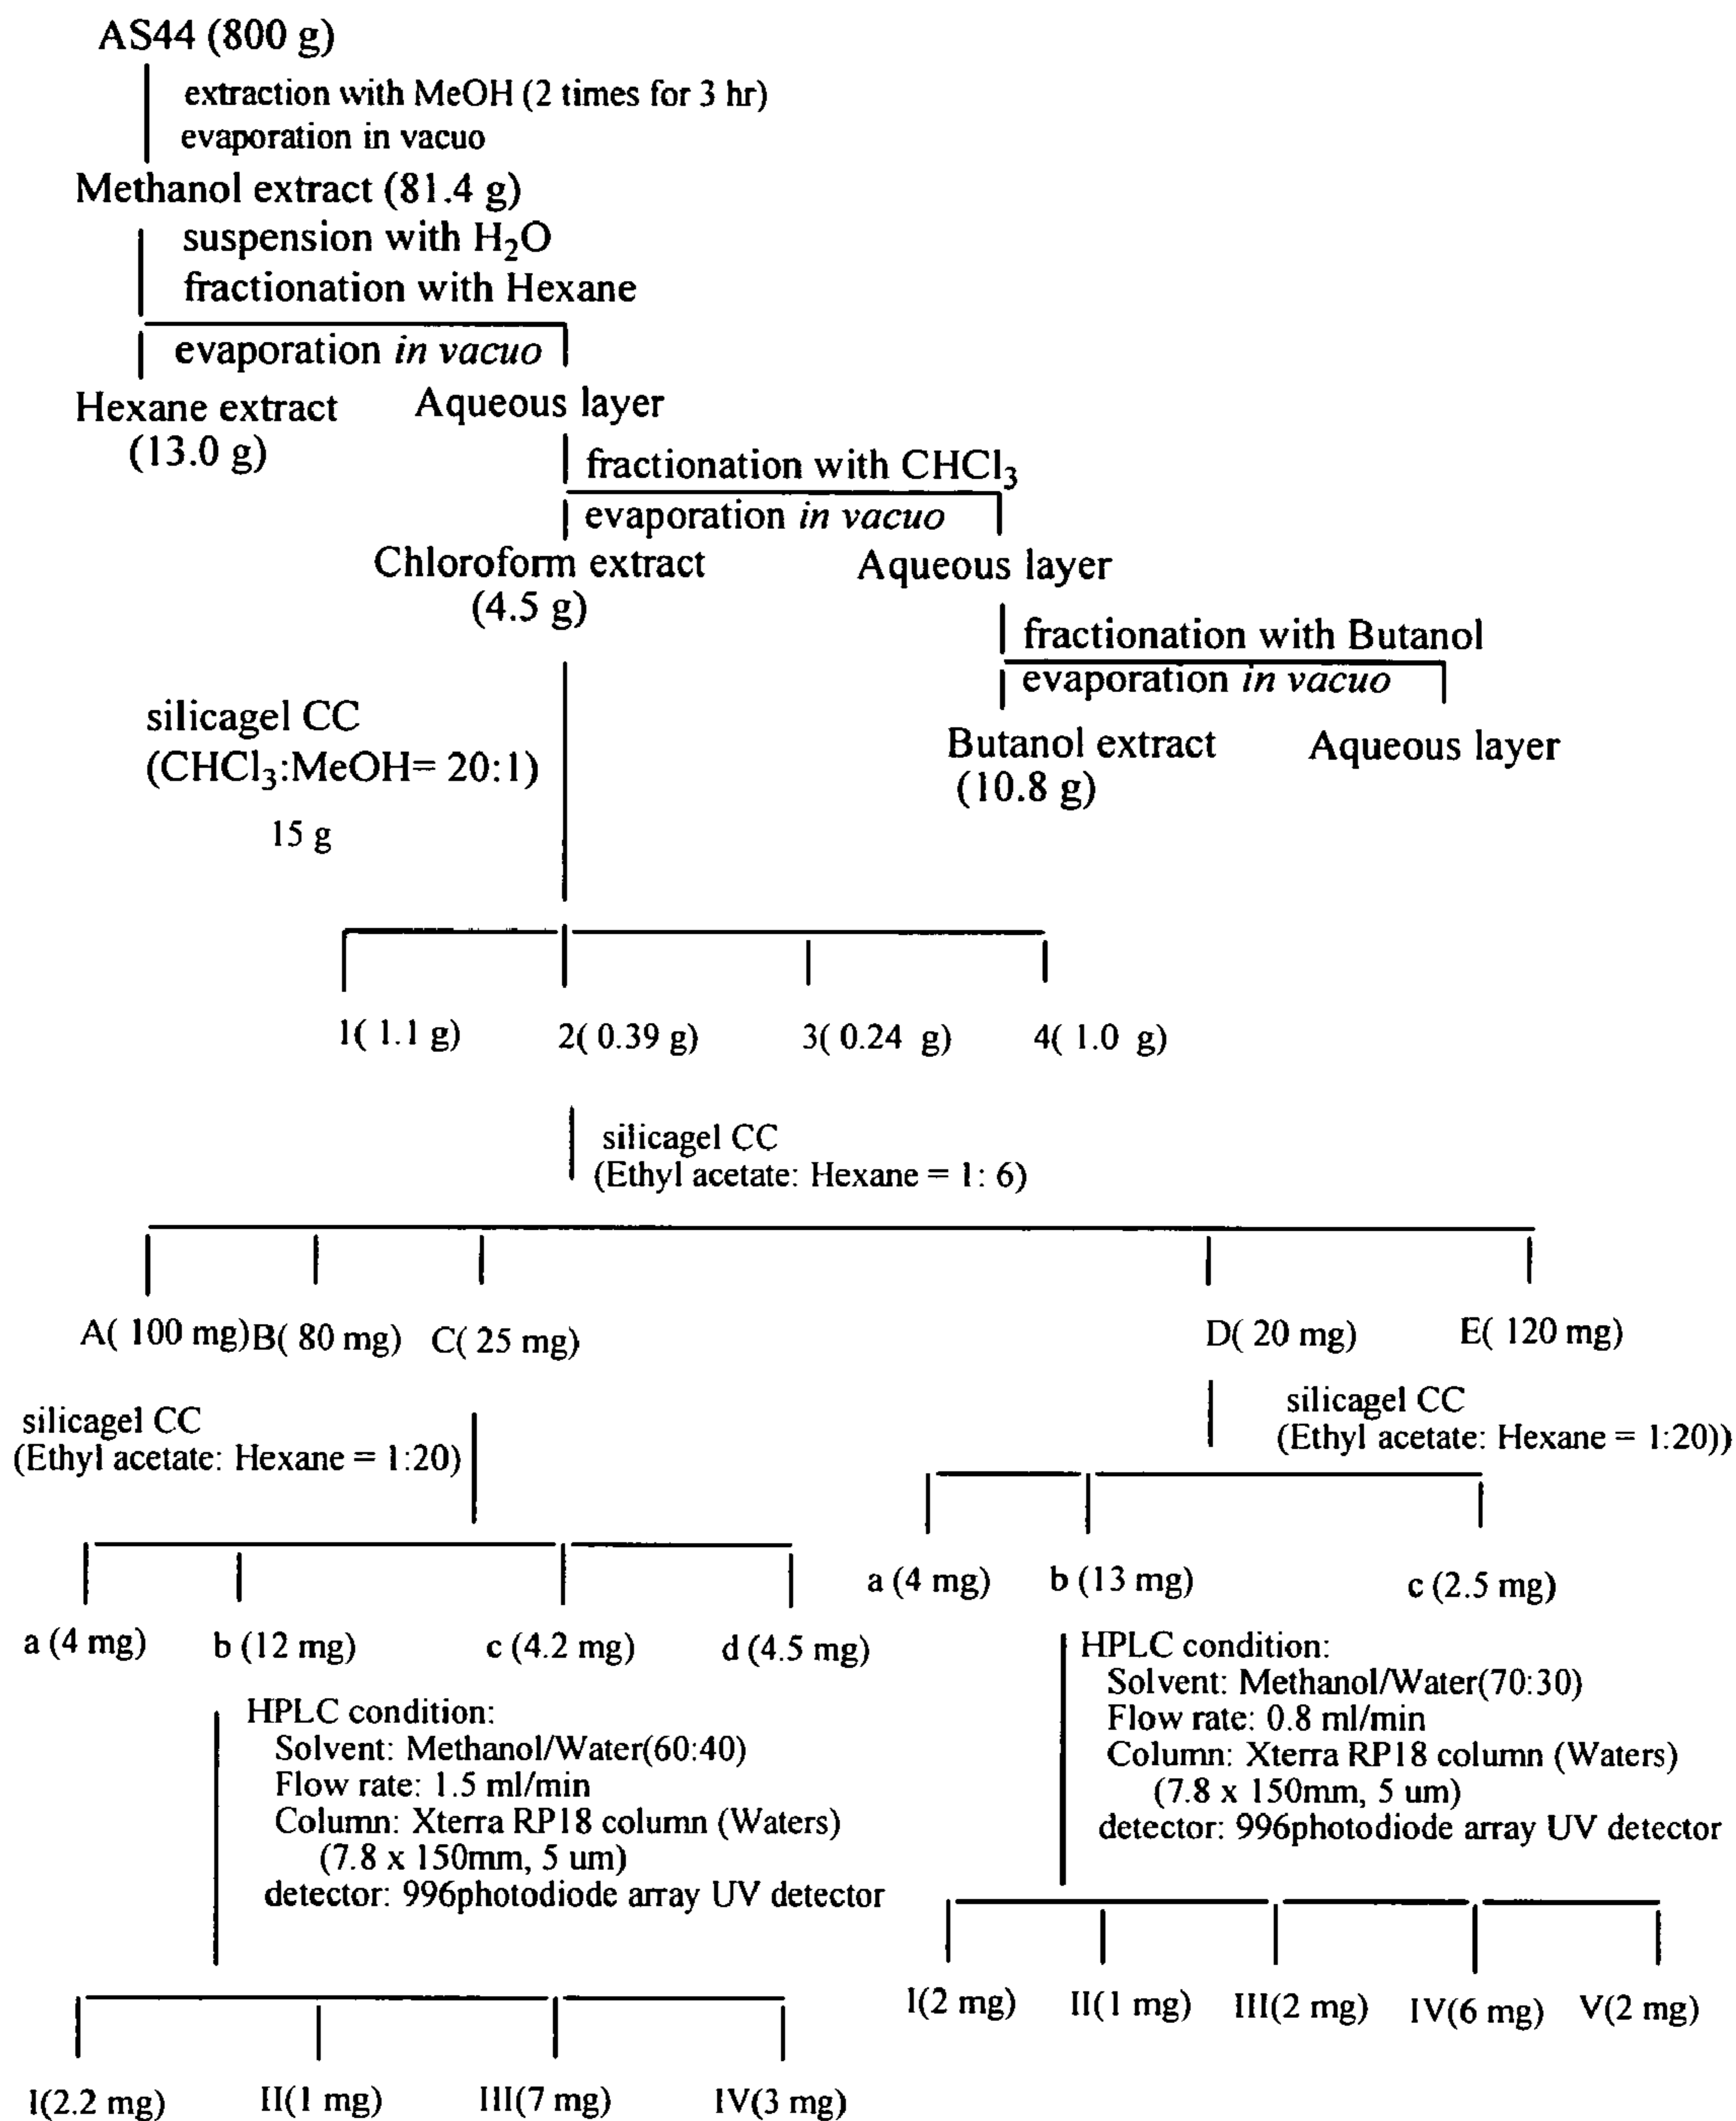 AS44 (800 g)
extraction with MeOH (2 times for 3 hr)
evaporation in vacuo
Methanol extract (81.4 g)
suspension with H₂O
fractionation with Hexane
evaporation in vacuo
Hexane extract
(13.0 g)
Aqueous layer
fractionation with CHCl₃
evaporation in vacuo
Chloroform extract
(4.5 g)
Aqueous layer
fractionation with Butanol
evaporation in vacuo
Butanol extract
(10.8 g)
Aqueous layer
silicagel CC
(CHCl₃:MeOH= 20:1)
15 g
1( 1.1 g)
2( 0.39 g)
3( 0.24 g)
4( 1.0 g)
silicagel CC
(Ethyl acetate: Hexane = 1: 6)
A( 100 mg)
B( 80 mg)
C( 25 mg)
D( 20 mg)
E( 120 mg)
silicagel CC
(Ethyl acetate: Hexane = 1:20)
a (4 mg)
b (12 mg)
c (4.2 mg)
d (4.5 mg)
HPLC condition:
Solvent: Methanol/Water(60:40)
Flow rate: 1.5 ml/min
Column: Xterra RP18 column (Waters)
(7.8 x 150mm, 5 um)
detector: 996photodiode array UV detector
I(2.2 mg)
II(1 mg)
III(7 mg)
IV(3 mg)
silicagel CC
(Ethyl acetate: Hexane = 1:20))
a (4 mg)
b (13 mg)
c (2.5 mg)
HPLC condition:
Solvent: Methanol/Water(70:30)
Flow rate: 0.8 ml/min
Column: Xterra RP18 column (Waters)
(7.8 x 150mm, 5 um)
detector: 996photodiode array UV detector
I(2 mg)
II(1 mg)
III(2 mg)
IV(6 mg)
V(2 mg)